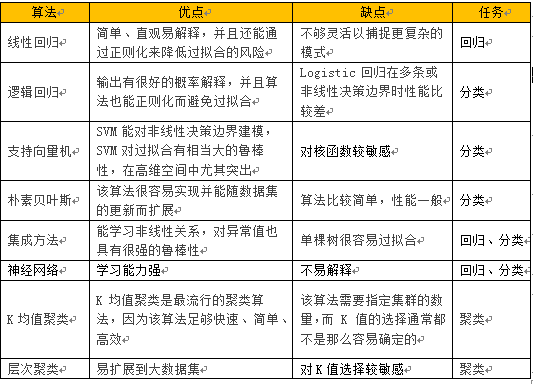 算法 优点 缺点 任务
线性回归 简单、直观易解释，并且还能通过正则化来降低过拟合的风险 不够灵活以捕捉更复杂的模式 回归
逻辑回归 输出有很好的概率解释，并且算法也能正则化而避免过拟合 Logistic 回归在多条或非线性决策边界时性能比较差 分类
支持向量机 SVM 能对非线性决策边界建模，SVM 对过拟合有相当大的鲁棒性，在高维空间中尤其突出 对核函数较敏感 分类
朴素贝叶斯 该算法很容易实现并能随数据集的更新而扩展 算法比较简单，性能一般 分类
集成方法 能学习非线性关系，对异常值也具有很强的鲁棒性 单棵树很容易过拟合 回归、分类
神经网络 学习能力强 不易解释 回归、分类
K 均值聚类 K 均值聚类是最流行的聚类算法，因为该算法足够快速、简单、高效 该算法需要指定集群的数量，而 K 值的选择通常都不是那么容易确定的 聚类
层次聚类 易扩展到大数据集 对 K 值选择较敏感 聚类